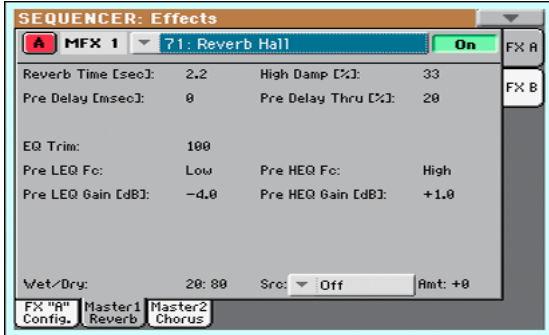 SEQUENCER: Effects
A MFX 1 71: Reverb Hall On FX A
Reverb Time [sec]: 2.2 High Damp [%]: 33
Pre Delay [msec]: 0 Pre Delay Thru [%]: 20
FX B
EQ Trim: 100
Pre LEQ Fc: Low Pre HEQ Fc: High
Pre LEQ Gain [dB]: -4.0 Pre HEQ Gain [dB]: +1.0
Wet/Dry: 20:80 Src: Off Amt: +0
FX "A" Master1 Master2
Config. Reverb Chorus